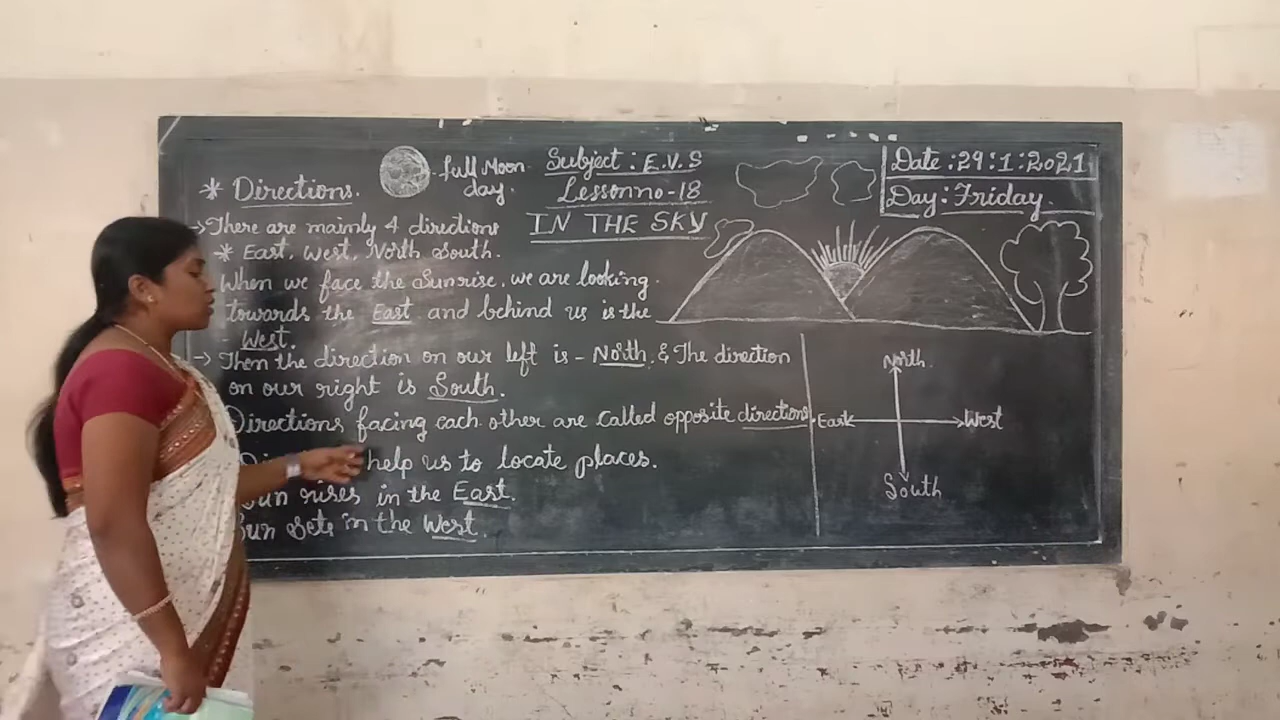 Subject : E.V.S
Lesson no-18
IN THE SKY
Date : 29 : 1 : 2021
Day : Friday.
full Moon
day.
* Directions.
→ There are mainly 4 directions
* East, West, North South.
When we face the Sunrise, we are looking
towards the East and behind us is the
- West.
→ Then the direction on our left is - North, & The direction
on our right is South.
Directions facing each other are called opposite directions
help us to locate places.
Sun rises in the East.
Sun Sets in the West.
North
East
West
South